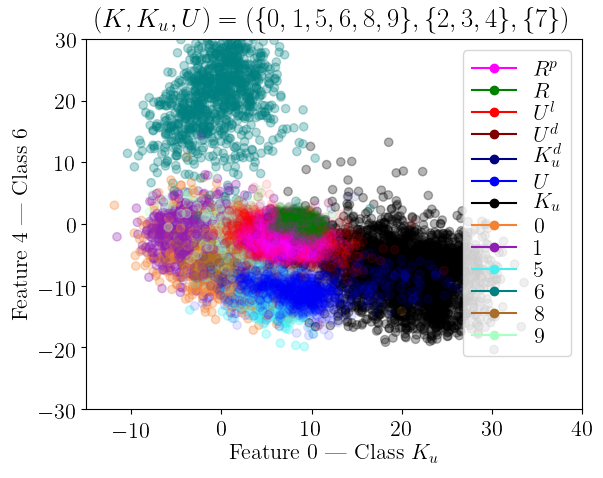 (K, K_u, U) = ({0, 1, 5, 6, 8, 9}, {2, 3, 4}, {7})
30
20
10
0
−10
−20
−30
Feature 4 — Class 6
R^p
R
U^l
U^d
K_u^d
U
K_u
0
1
5
6
8
9
−10
0
10
20
30
40
Feature 0 — Class K_u